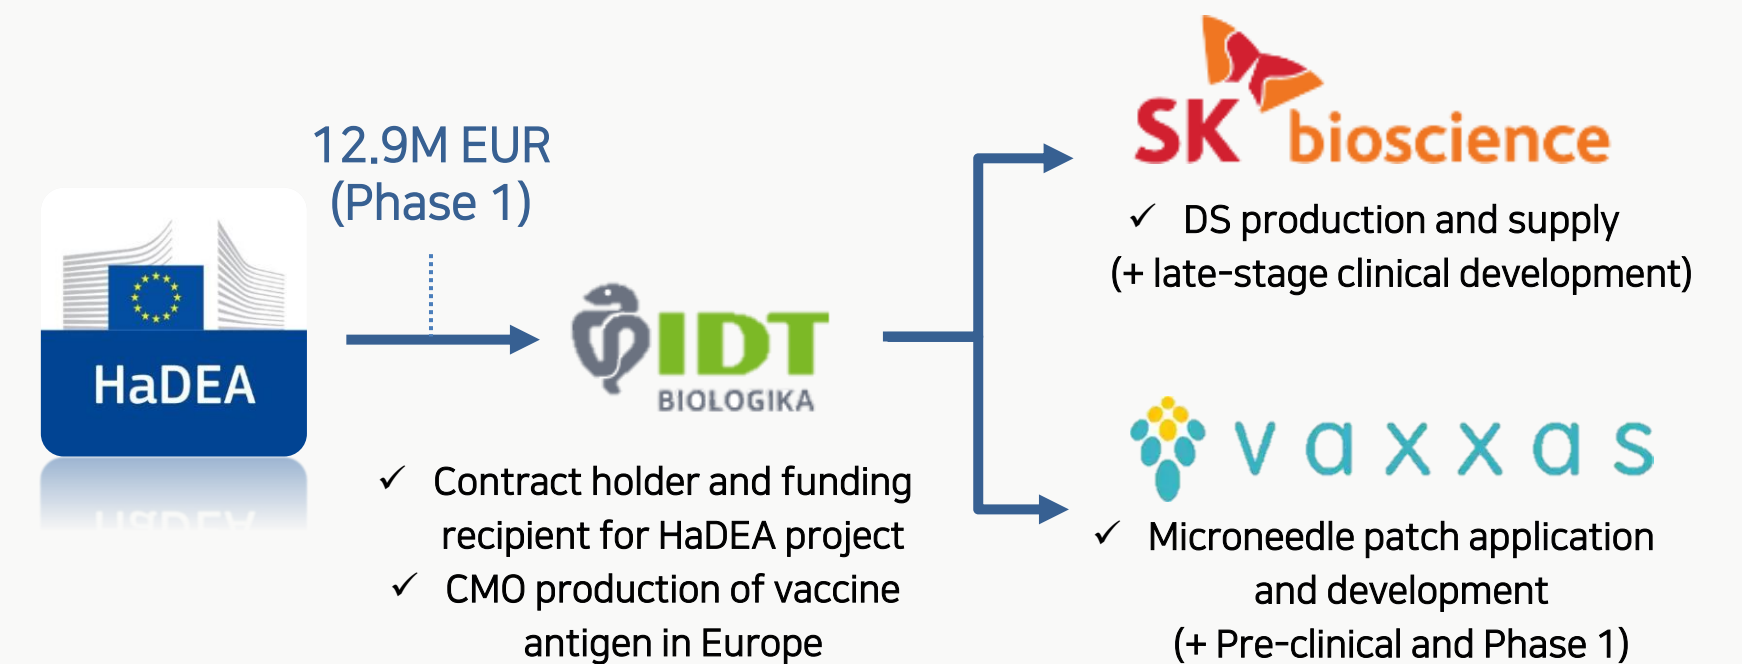 12.9M EUR
(Phase 1)
HaDEA
IDT
BIOLOGIKA
✓ Contract holder and funding
recipient for HaDEA project
✓ CMO production of vaccine
antigen in Europe
SK bioscience
✓ DS production and supply
(+ late-stage clinical development)
vaxxas
✓ Microneedle patch application
and development
(+ Pre-clinical and Phase 1)